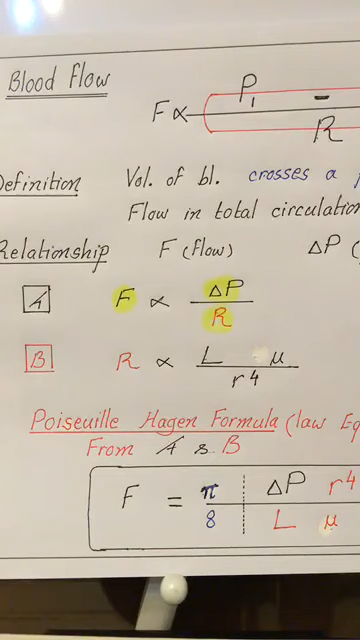 Blood Flow
P₁ -
F ∝
R
Definition Vol. of bl. crosses a
Flow in total circulation
Relationship F (flow) ΔP (
A F ∝ ΔP / R
B R ∝ L μ / r⁴
Poiseuille Hagen Formula (law Eq
From A & B
F = π/8 ΔP r⁴ / L μ